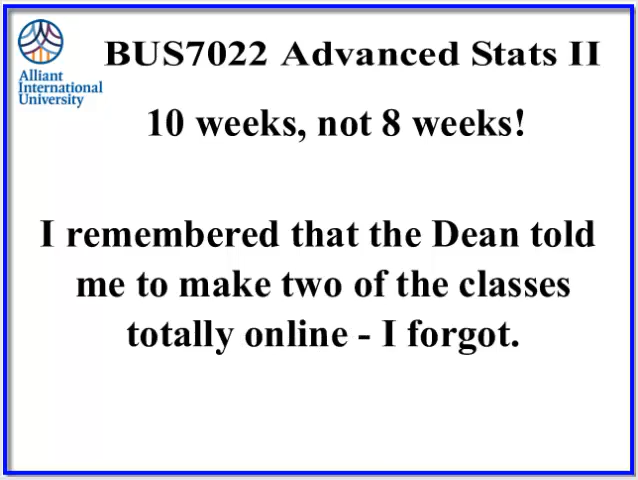 Alliant
International
University
BUS7022 Advanced Stats II
10 weeks, not 8 weeks!
I remembered that the Dean told
me to make two of the classes
totally online - I forgot.